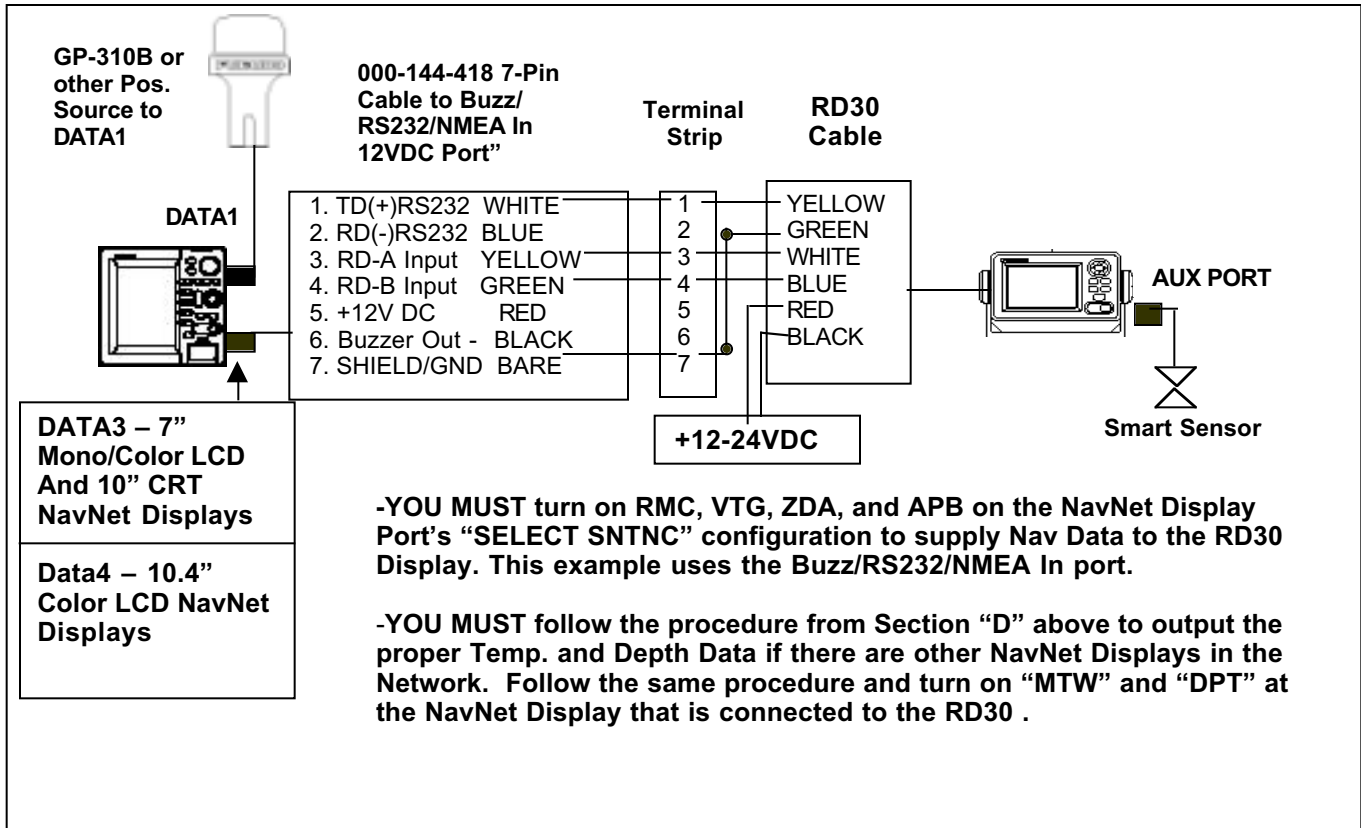 GP-310B or
other Pos.
Source to
DATA1
000-144-418 7-Pin
Cable to Buzz/
RS232/NMEA In
12VDC Port”
Terminal
Strip
RD30
Cable
DATA1
1. TD(+)RS232 WHITE
2. RD(-)RS232 BLUE
3. RD-A Input YELLOW
4. RD-B Input GREEN
5. +12V DC RED
6. Buzzer Out - BLACK
7. SHIELD/GND BARE
1
2
3
4
5
6
7
YELLOW
GREEN
WHITE
BLUE
RED
BLACK
AUX PORT
Smart Sensor
+12-24VDC
DATA3 – 7”
Mono/Color LCD
And 10” CRT
NavNet Displays
Data4 – 10.4”
Color LCD NavNet
Displays
-YOU MUST turn on RMC, VTG, ZDA, and APB on the NavNet Display
Port’s “SELECT SNTNC” configuration to supply Nav Data to the RD30
Display. This example uses the Buzz/RS232/NMEA In port.
-YOU MUST follow the procedure from Section “D” above to output the
proper Temp. and Depth Data if there are other NavNet Displays in the
Network. Follow the same procedure and turn on “MTW” and “DPT” at
the NavNet Display that is connected to the RD30 .